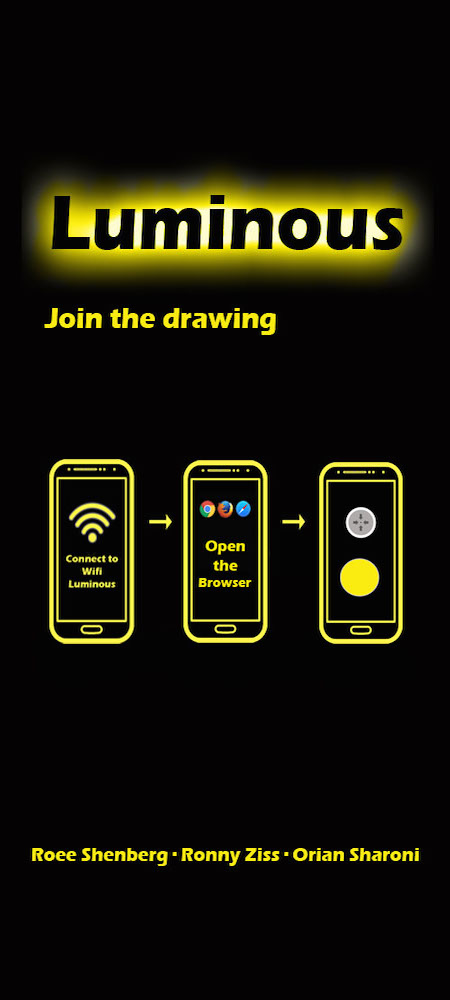 Luminous
Join the drawing
Connect to
Wifi
Luminous
Open
the
Browser
Roee Shenberg · Ronny Ziss · Orian Sharoni